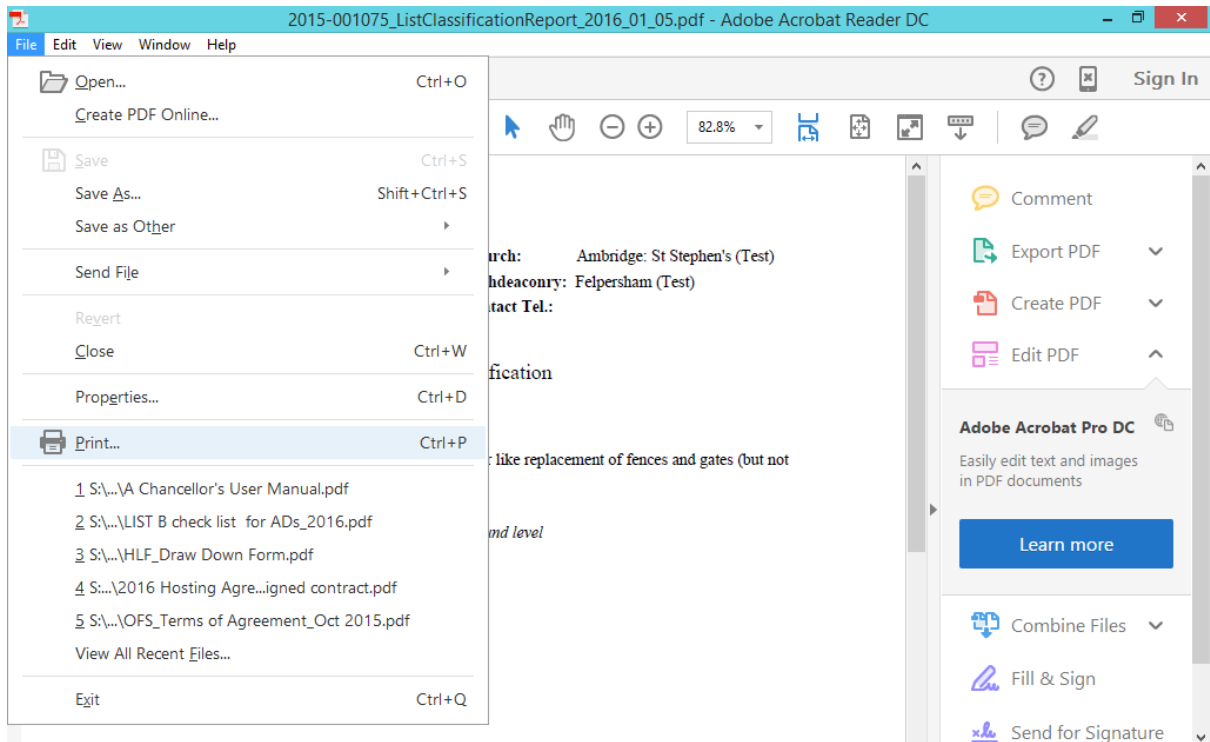 2015-001075_ListClassificationReport_2016_01_05.pdf - Adobe Acrobat Reader DC
File Edit View Window Help
Open... Ctrl+O
Create PDF Online...
Save Ctrl+S
Save As... Shift+Ctrl+S
Save as Other
Send File
Revert
Close Ctrl+W
Properties... Ctrl+D
Print... Ctrl+P
1 S:\...\A Chancellor's User Manual.pdf
2 S:\...\LIST B check list for ADs_2016.pdf
3 S:\...\HLF_Draw Down Form.pdf
4 S:...\2016 Hosting Agre...igned contract.pdf
5 S:\...\OFS_Terms of Agreement_Oct 2015.pdf
View All Recent Files...
Exit Ctrl+Q
? Sign In
82.8%
urch: Ambridge: St Stephen's (Test)
hdeaconry: Felpersham (Test)
tact Tel.:
fication
like replacement of fences and gates (but not
nd level
Comment
Export PDF
Create PDF
Edit PDF
Adobe Acrobat Pro DC
Easily edit text and images
in PDF documents
Learn more
Combine Files
Fill & Sign
Send for Signature